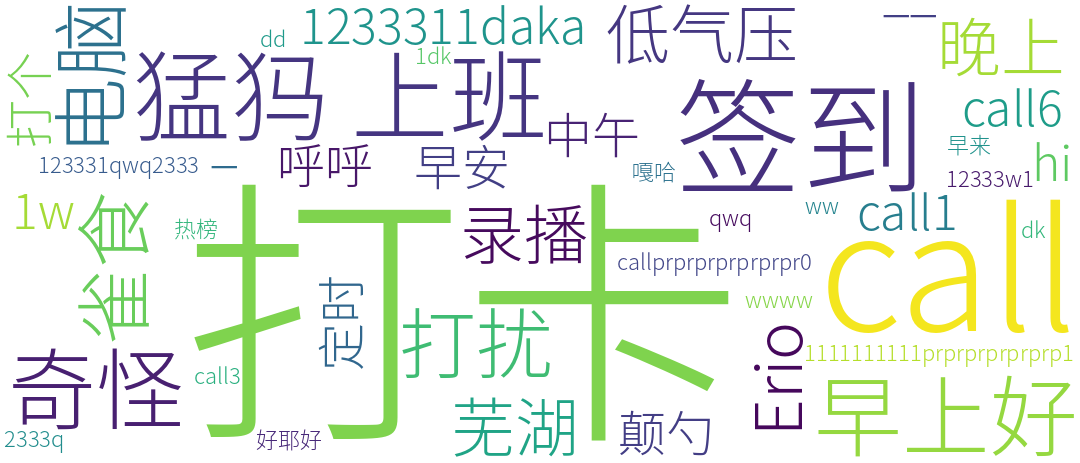 1233311daka
低气压
一一
晚上
dd
1dk
打个
电脑
猛犸
上班
签到
call6
中午
早来
hi
123331qwq2333
一
呼呼
早安
嘎哈
12333w1
1w
雀食
热榜
打卡
录播
qwq
ww
call1
call
dk
callprprprprprprpr0
定时
打扰
wwww
Erio
1111111111prprprprprprp1
奇怪
call3
早上好
芜湖
颠勺
2333q
好耶好